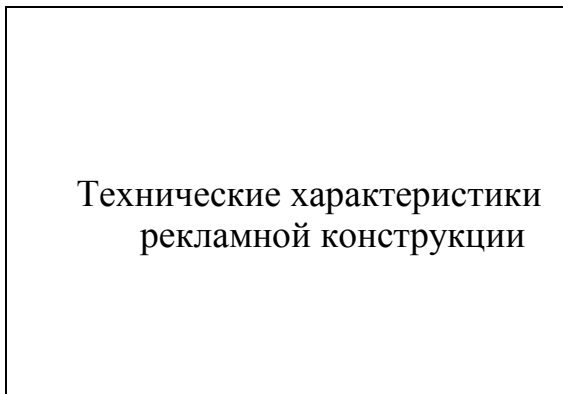 Технические характеристики
рекламной конструкции